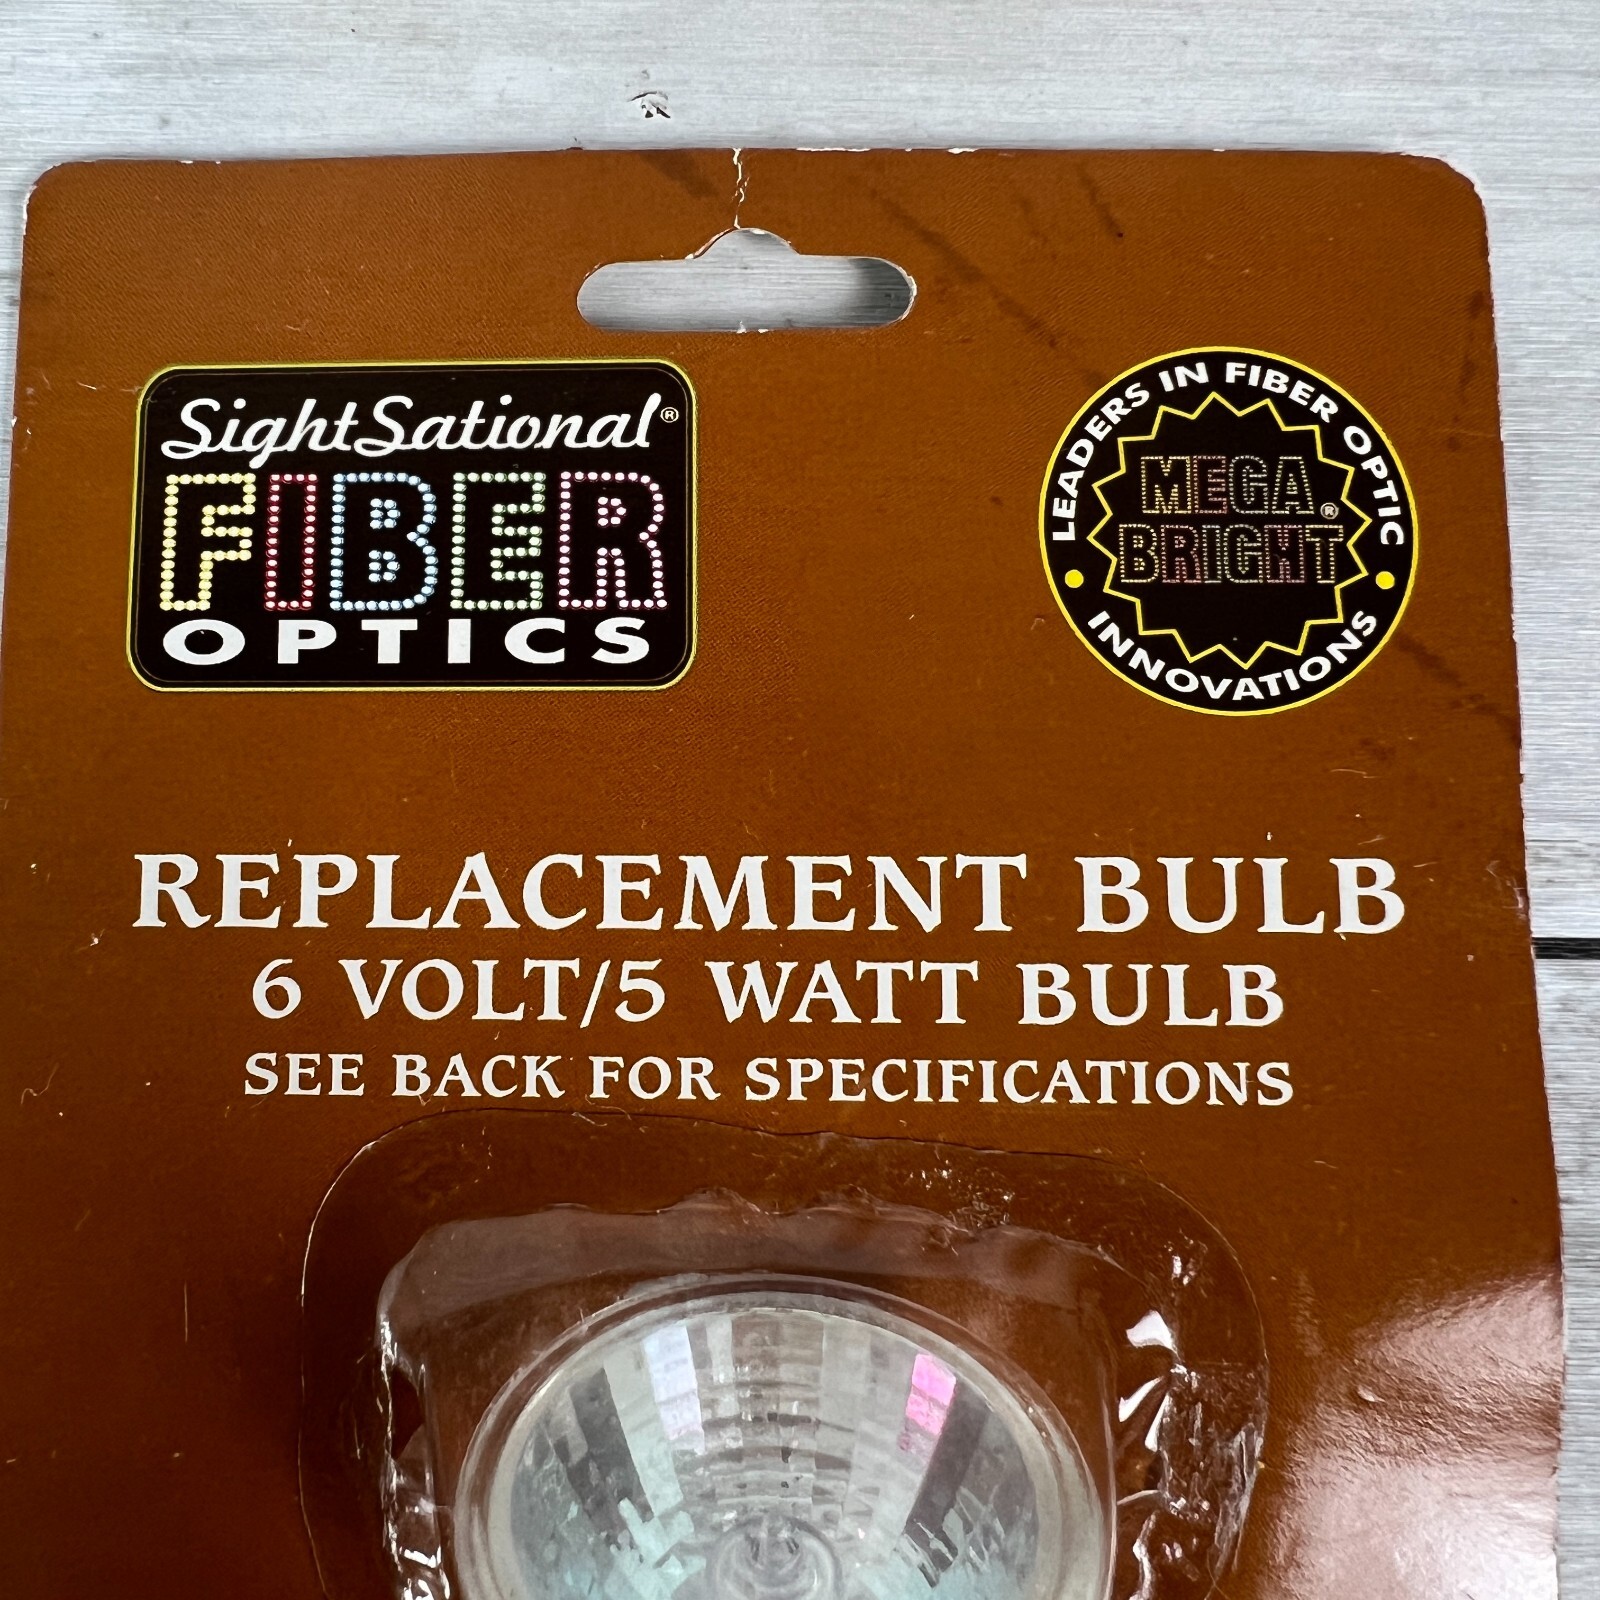 SightSational®
FIBER
OPTICS
LEADERS IN FIBER OPTIC
MEGA
BRIGHT®
INNOVATIONS
REPLACEMENT BULB
6 VOLT/5 WATT BULB
SEE BACK FOR SPECIFICATIONS